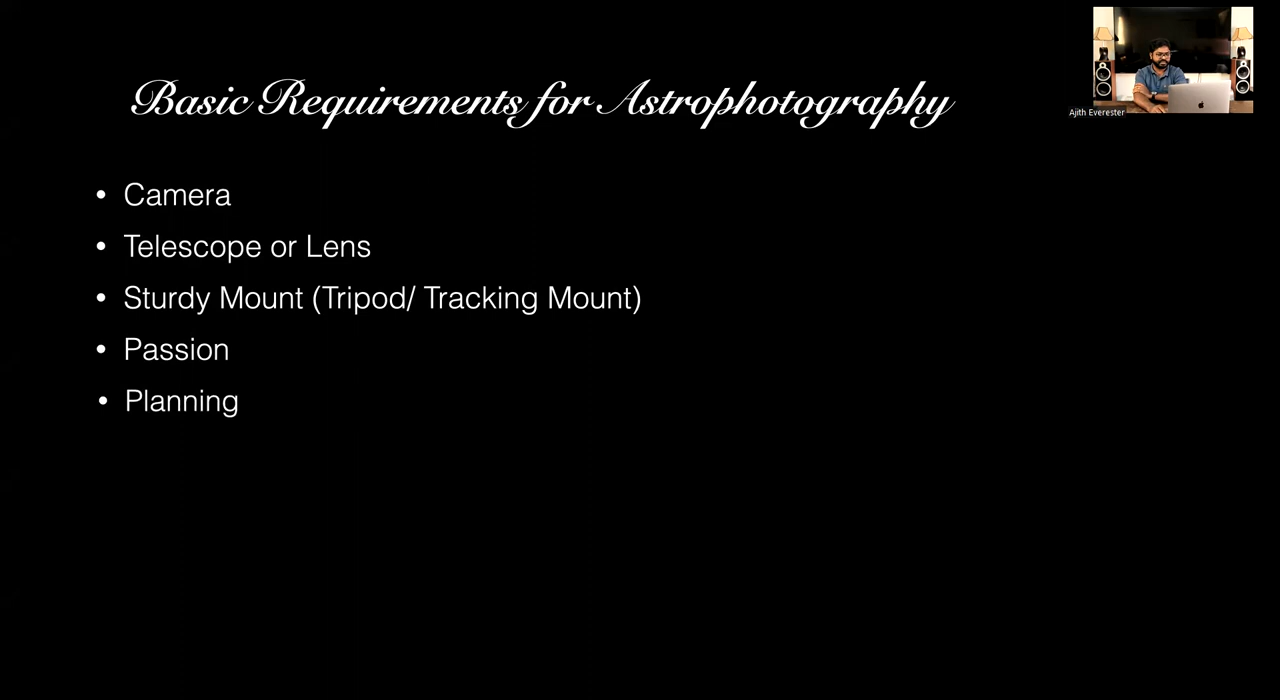 Basic Requirements for Astrophotography
Ajith Everester
• Camera
• Telescope or Lens
• Sturdy Mount (Tripod/ Tracking Mount)
• Passion
• Planning